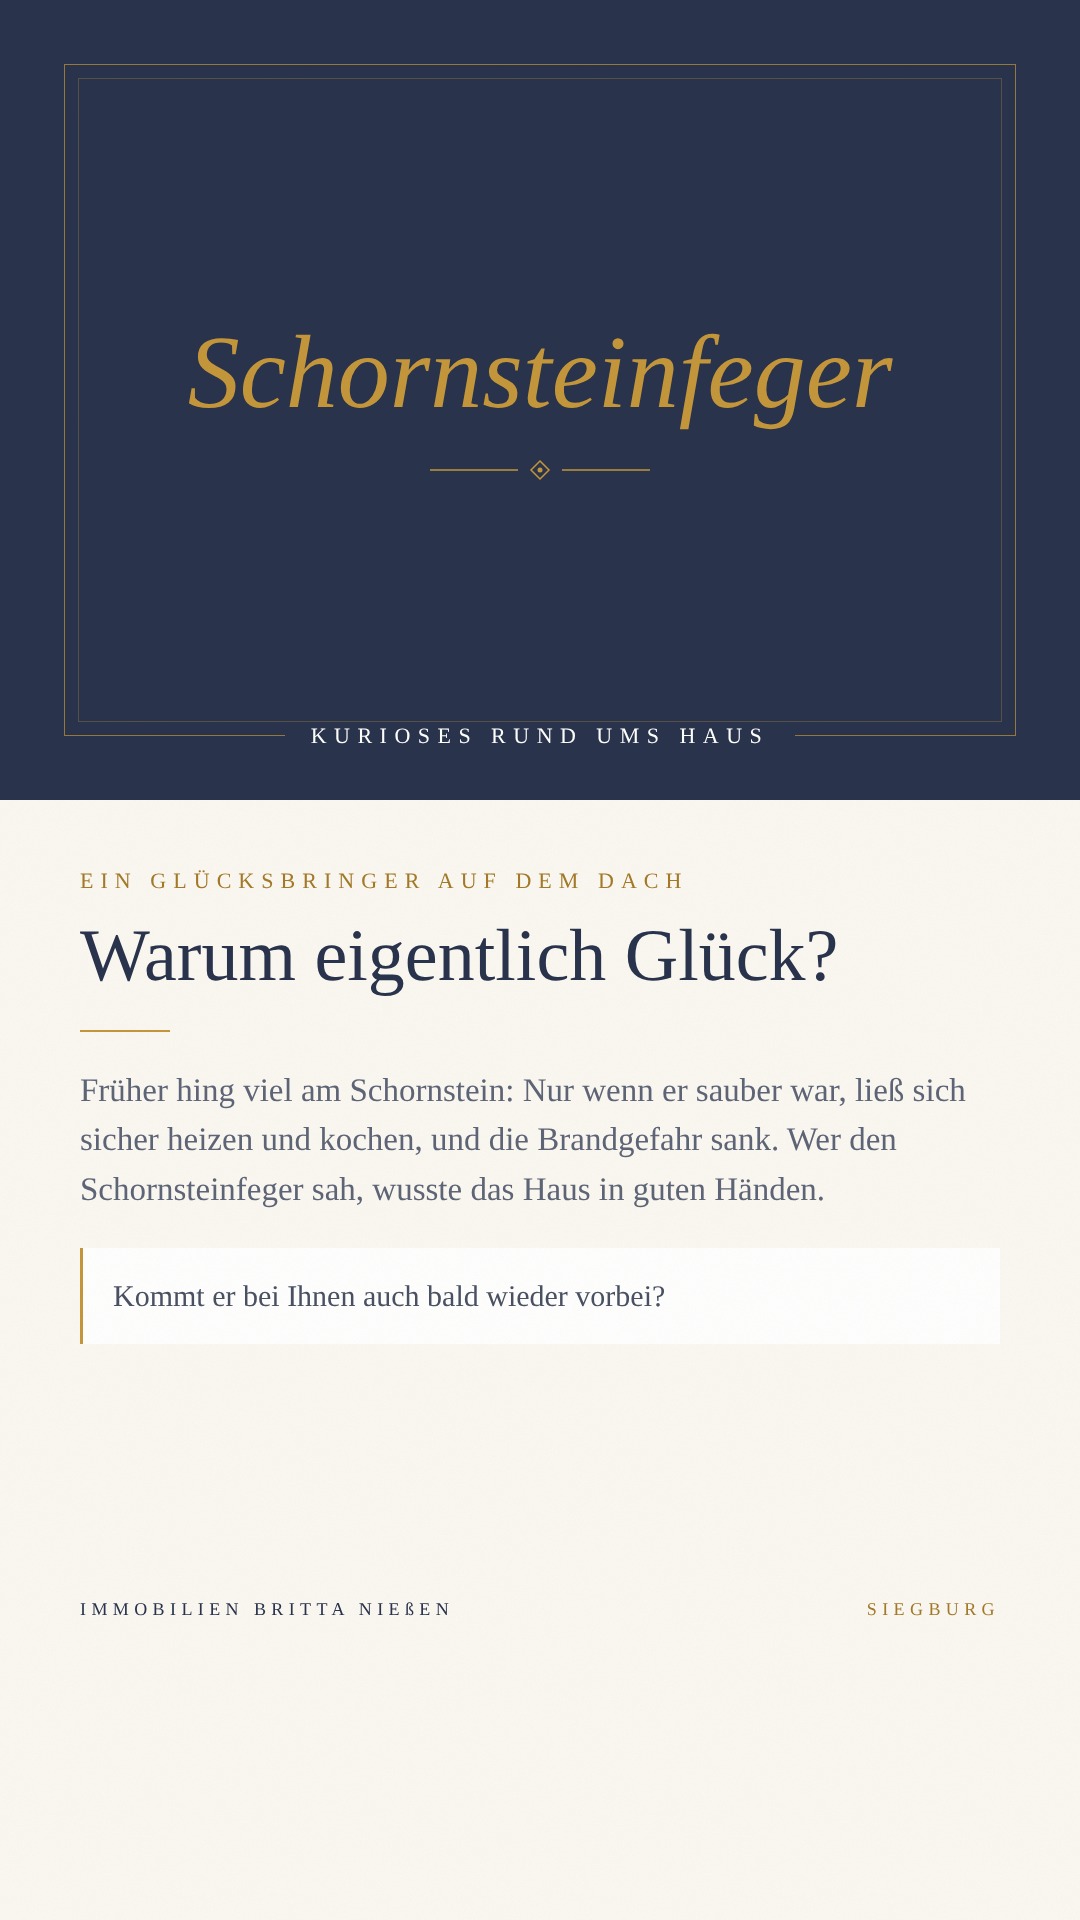 Schornsteinfeger
KURIOSES RUND UMS HAUS
EIN GLÜCKSBRINGER AUF DEM DACH
Warum eigentlich Glück?
Früher hing viel am Schornstein: Nur wenn er sauber war, ließ sich
sicher heizen und kochen, und die Brandgefahr sank. Wer den
Schornsteinfeger sah, wusste das Haus in guten Händen.
Kommt er bei Ihnen auch bald wieder vorbei?
IMMOBILIEN BRITTA NIEßEN
SIEGBURG